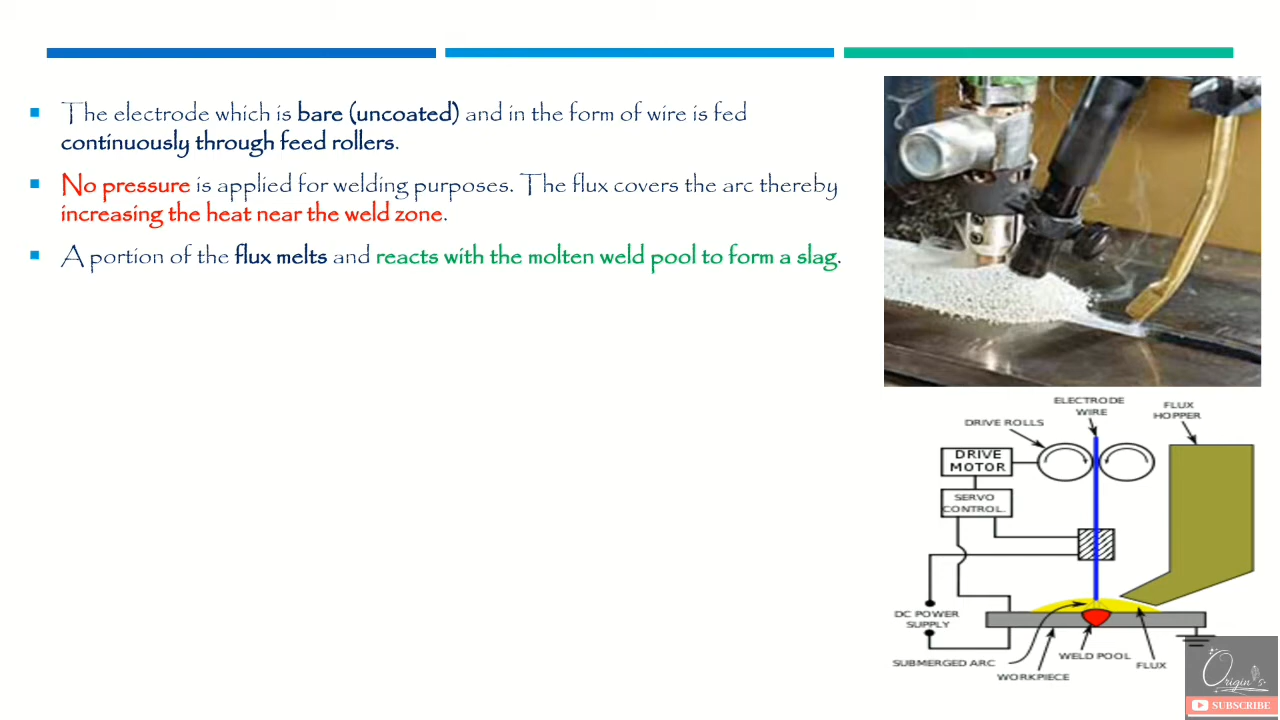 The electrode which is bare (uncoated) and in the form of wire is fed
continuously through feed rollers.
No pressure is applied for welding purposes. The flux covers the arc thereby
increasing the heat near the weld zone.
A portion of the flux melts and reacts with the molten weld pool to form a slag.
ELECTRODE
WIRE
FLUX
HOPPER
DRIVE ROLLS
DRIVE
MOTOR
SERVO
CONTROL.
DC POWER
SUPPLY
SUBMERGED ARC
WELD POOL
FLUX
WORKPIECE
Origin's
SUBSCRIBE